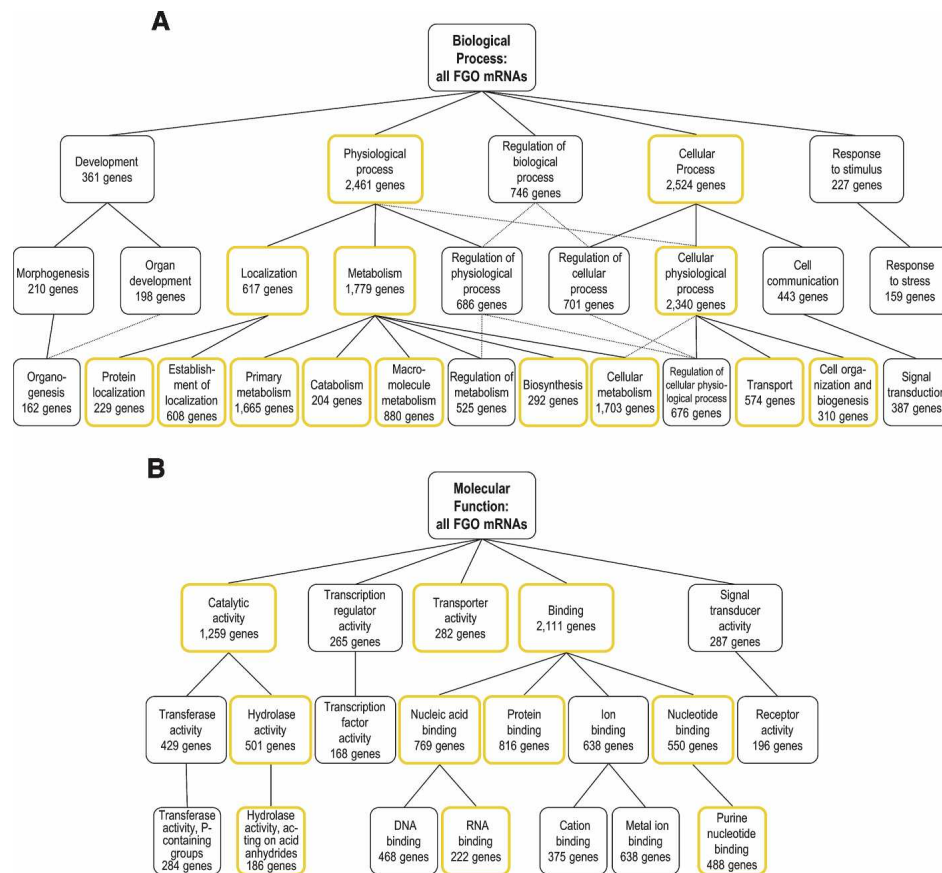 A
Biological
Process:
all FGO mRNAs
Development
361 genes
Physiological
process
2,461 genes
Regulation of
biological
process
746 genes
Cellular
Process
2,524 genes
Response
to stimulus
227 genes
Morphogenesis
210 genes
Organ
development
198 genes
Localization
617 genes
Metabolism
1,779 genes
Regulation of
physiological
process
686 genes
Regulation of
cellular
process
701 genes
Cellular
physiological
process
2,340 genes
Cell
communication
443 genes
Response
to stress
159 genes
Organo-
genesis
162 genes
Protein
localization
229 genes
Establish-
ment of
localization
608 genes
Primary
metabolism
1,665 genes
Catabolism
204 genes
Macro-
molecule
metabolism
880 genes
Regulation of
metabolism
525 genes
Biosynthesis
292 genes
Cellular
metabolism
1,703 genes
Regulation of
cellular physio-
logical process
676 genes
Transport
574 genes
Cell org-
anization and
biogenesis
310 genes
Signal
transduction
387 genes
B
Molecular
Function:
all FGO mRNAs
Catalytic
activity
1,259 genes
Transcription
regulator
activity
265 genes
Transporter
activity
282 genes
Binding
2,111 genes
Signal
transducer
activity
287 genes
Transferase
activity
429 genes
Hydrolase
activity
501 genes
Transcription
factor
activity
168 genes
Nucleic acid
binding
769 genes
Protein
binding
816 genes
Ion
binding
638 genes
Nucleotide
binding
550 genes
Receptor
activity
196 genes
Transferase
activity, P-
containing
groups
284 genes
Hydrolase
activity, ac-
ting on acid
anhydrides
186 genes
DNA
binding
468 genes
RNA
binding
222 genes
Cation
binding
375 genes
Metal ion
binding
638 genes
Purine
nucleotide
binding
488 genes